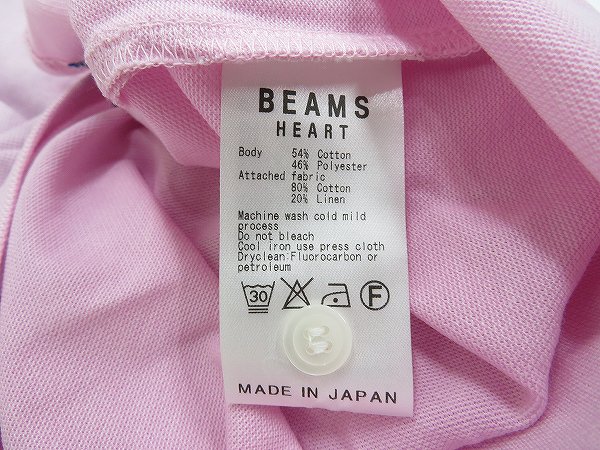 BEAMS
HEART
Body 54% Cotton
46% Polyester
Attached fabric
80% Cotton
20% Linen
Machine wash cold mild
process
Do not bleach
Cool iron use press cloth
Dryclean:Fluorocarbon or
petroleum
30 F
MADE IN JAPAN